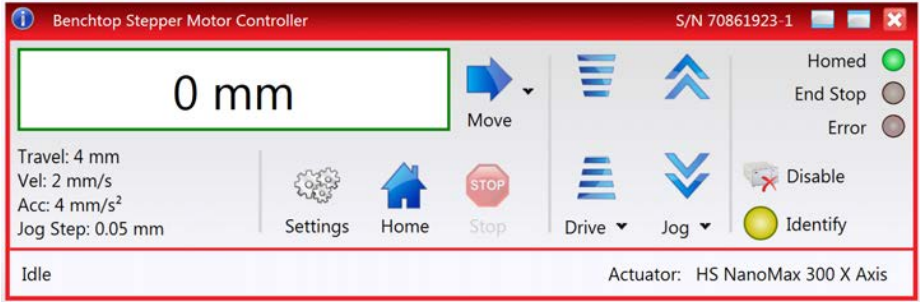 Benchtop Stepper Motor Controller
S/N 70861923-1
0 mm
Move
Homed
End Stop
Error
Travel: 4 mm
Vel: 2 mm/s
Acc: 4 mm/s²
Jog Step: 0.05 mm
Settings
Home
STOP
Stop
Drive
Jog
Disable
Identify
Idle
Actuator: HS NanoMax 300 X Axis